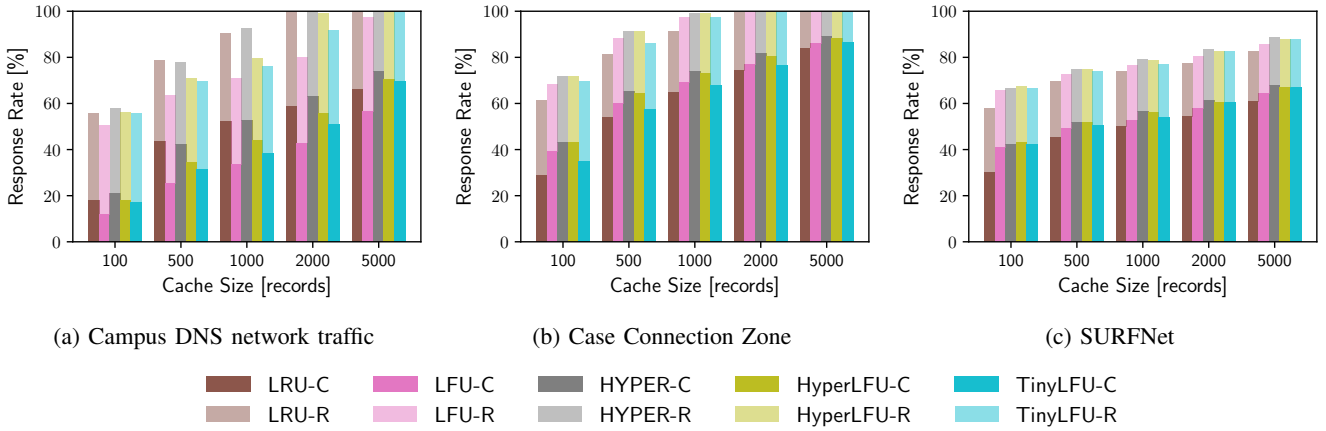 100
80
60
40
20
0
Response Rate [%]
100 500 1000 2000 5000
Cache Size [records]
(a) Campus DNS network traffic
100
80
60
40
20
0
Response Rate [%]
100 500 1000 2000 5000
Cache Size [records]
(b) Case Connection Zone
100
80
60
40
20
0
Response Rate [%]
100 500 1000 2000 5000
Cache Size [records]
(c) SURFNet
LRU-C LFU-C HYPER-C HyperLFU-C TinyLFU-C
LRU-R LFU-R HYPER-R HyperLFU-R TinyLFU-R